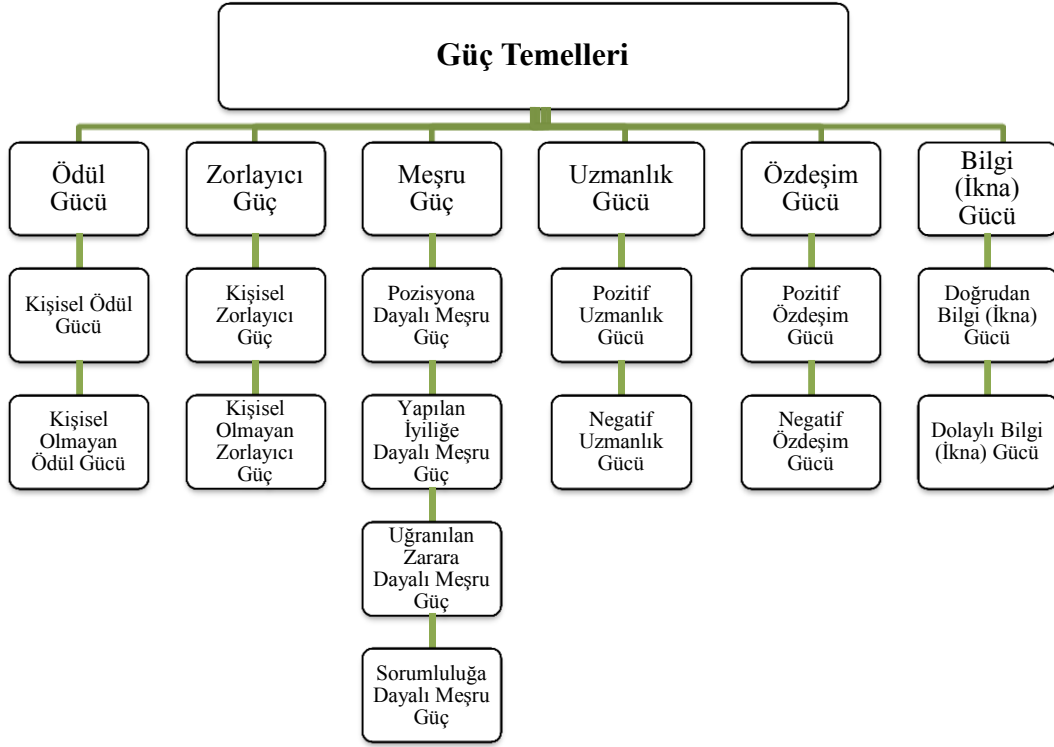 Güç Temelleri
Ödül
Gücü
Zorlayıcı
Güç
Meşru
Güç
Uzmanlık
Gücü
Özdeşim
Gücü
Bilgi
(İkna)
Gücü
Kişisel Ödül
Gücü
Kişisel
Zorlayıcı
Güç
Pozisyona
Dayalı Meşru
Güç
Pozitif
Uzmanlık
Gücü
Pozitif
Özdeşim
Gücü
Doğrudan
Bilgi (İkna)
Gücü
Kişisel
Olmayan
Ödül Gücü
Kişisel
Olmayan
Zorlayıcı
Güç
Yapılan
İyiliğe
Dayalı Meşru
Güç
Negatif
Uzmanlık
Gücü
Negatif
Özdeşim
Gücü
Dolaylı Bilgi
(İkna) Gücü
Uğranılan
Zarara
Dayalı Meşru
Güç
Sorumluluğa
Dayalı Meşru
Güç